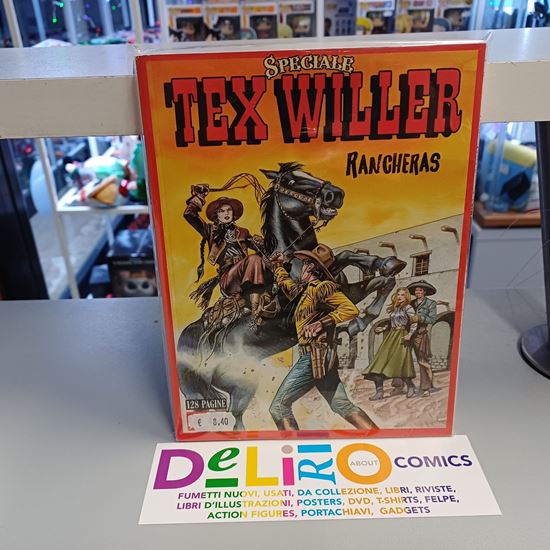 SPECIALE
TEX WILLER
RANCHERAS
128 PAGINE
€ 8.40
DeLiRiO ABOUT COMICS
FUMETTI NUOVI, USATI, DA COLLEZIONE, LIBRI, RIVISTE,
LIBRI D'ILLUSTRAZIONI, POSTERS, DVD, T-SHIRTS, FELPE,
ACTION FIGURES, PORTACHIAVI, GADGETS